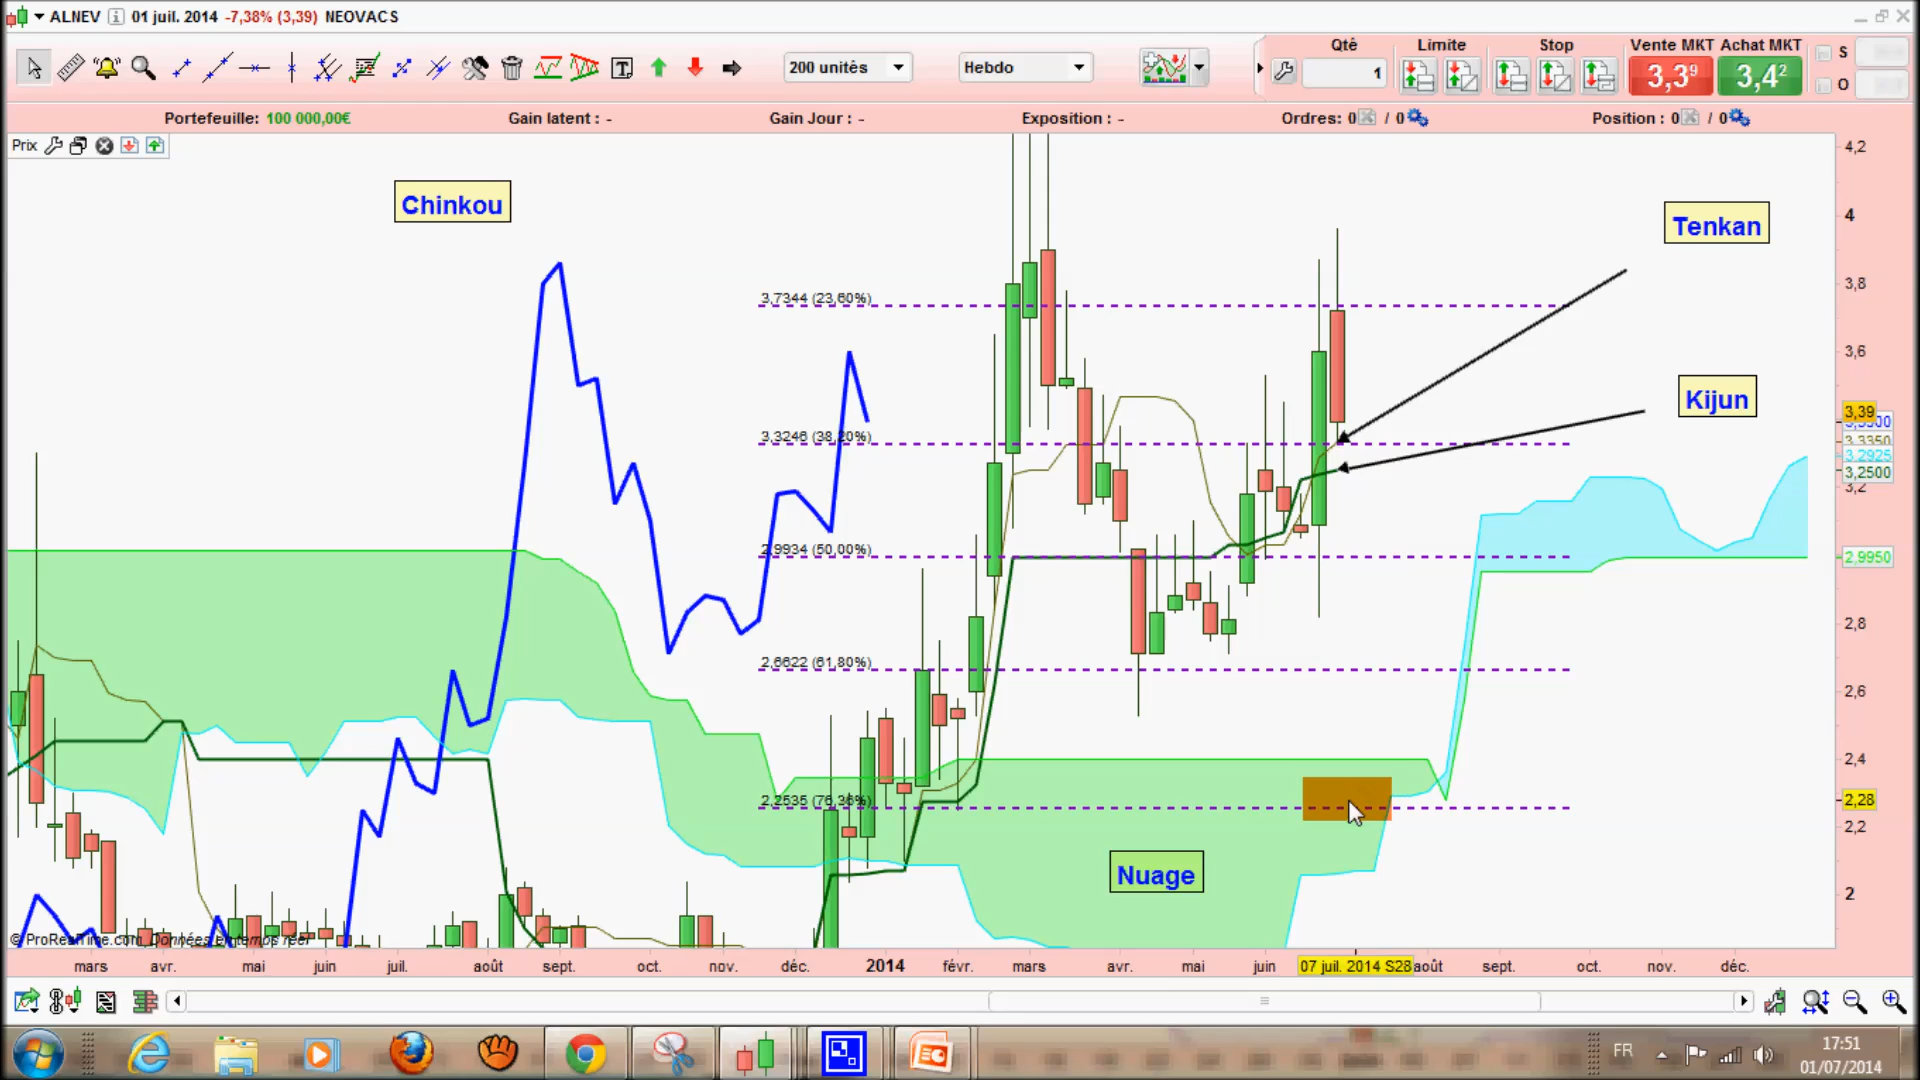 ALNEV 01 juil. 2014 -7,38% (3,39) NEOVACS
200 unités Hebdo
Qté Limite Stop Vente MKT Achat MKT S
1 3,3⁹ 3,4² O
Portefeuille: 100 000,00€ Gain latent : - Gain Jour : - Exposition : - Ordres: 0 / 0 Position : 0 / 0
Prix
Chinkou
Tenkan
Kijun
Nuage
3,7344 (23,60%)
3,3246 (38,20%)
2,9934 (50,00%)
2,6622 (61,80%)
2,2535 (76,36%)
4,2
4
3,8
3,6
3,39
3,3350
3,2925
3,2500
3,2
2,9950
2,8
2,6
2,4
2,28
2,2
2
© ProRealTime.com Données en temps réel
mars avr. mai juin juil. août sept. oct. nov. déc. 2014 févr. mars avr. mai juin 07 juil. 2014 S28 août sept. oct. nov. déc.
FR
17:51
01/07/2014